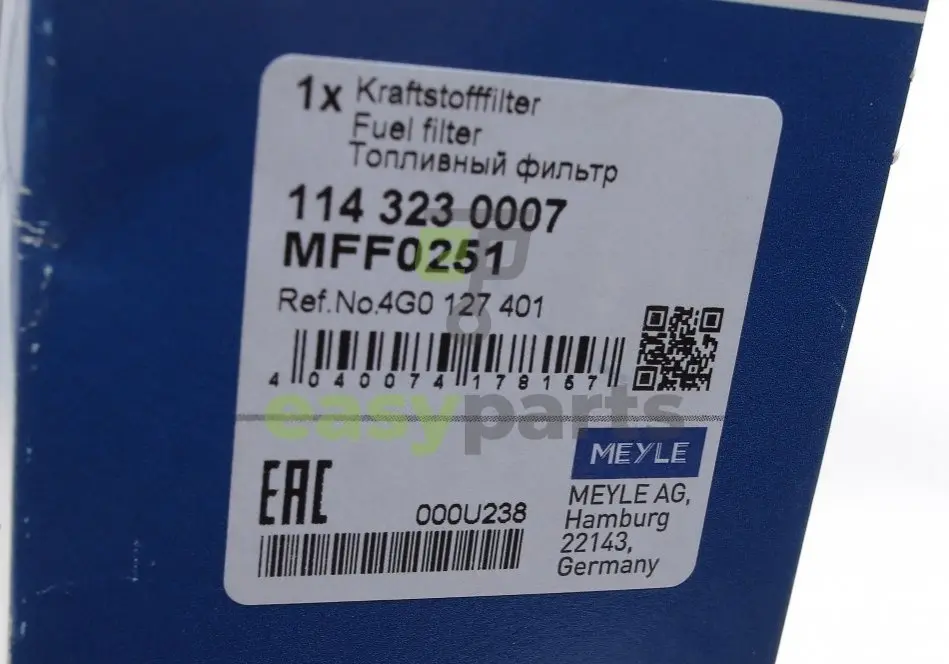 1x Kraftstofffilter
Fuel filter
Топливный фильтр
114 323 0007
MFF0251
Ref.No.4G0 127 401
4 040074 178157
easyparts
EAC
000U238
MEYLE
MEYLE AG,
Hamburg
22143,
Germany